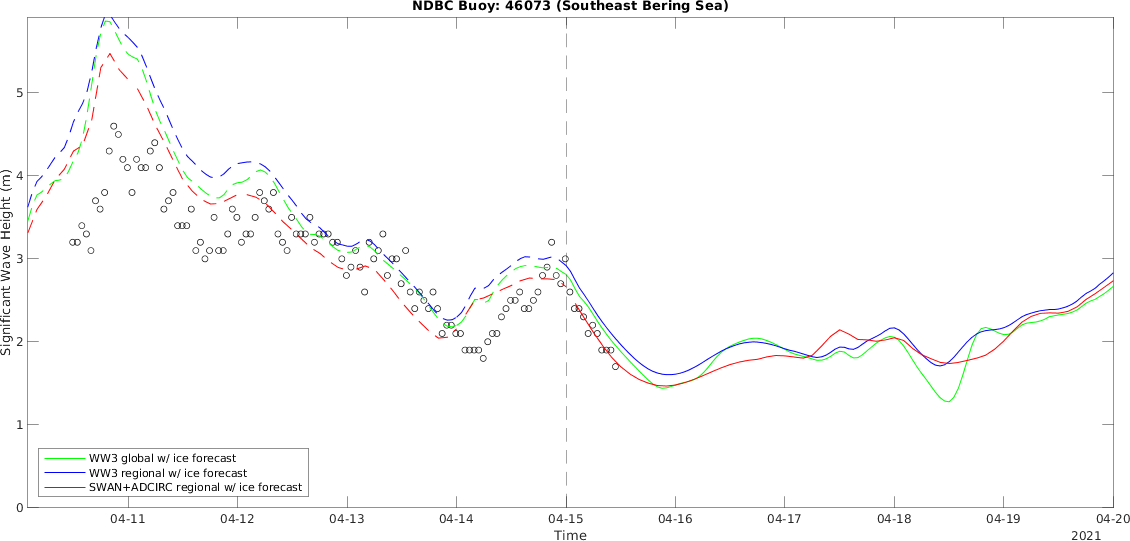 NDBC Buoy: 46073 (Southeast Bering Sea)
Significant Wave Height (m)
5
4
3
2
1
0
WW3 global w/ ice forecast
WW3 regional w/ ice forecast
SWAN+ADCIRC regional w/ ice forecast
04-11 04-12 04-13 04-14 04-15 04-16 04-17 04-18 04-19 04-20
Time
2021